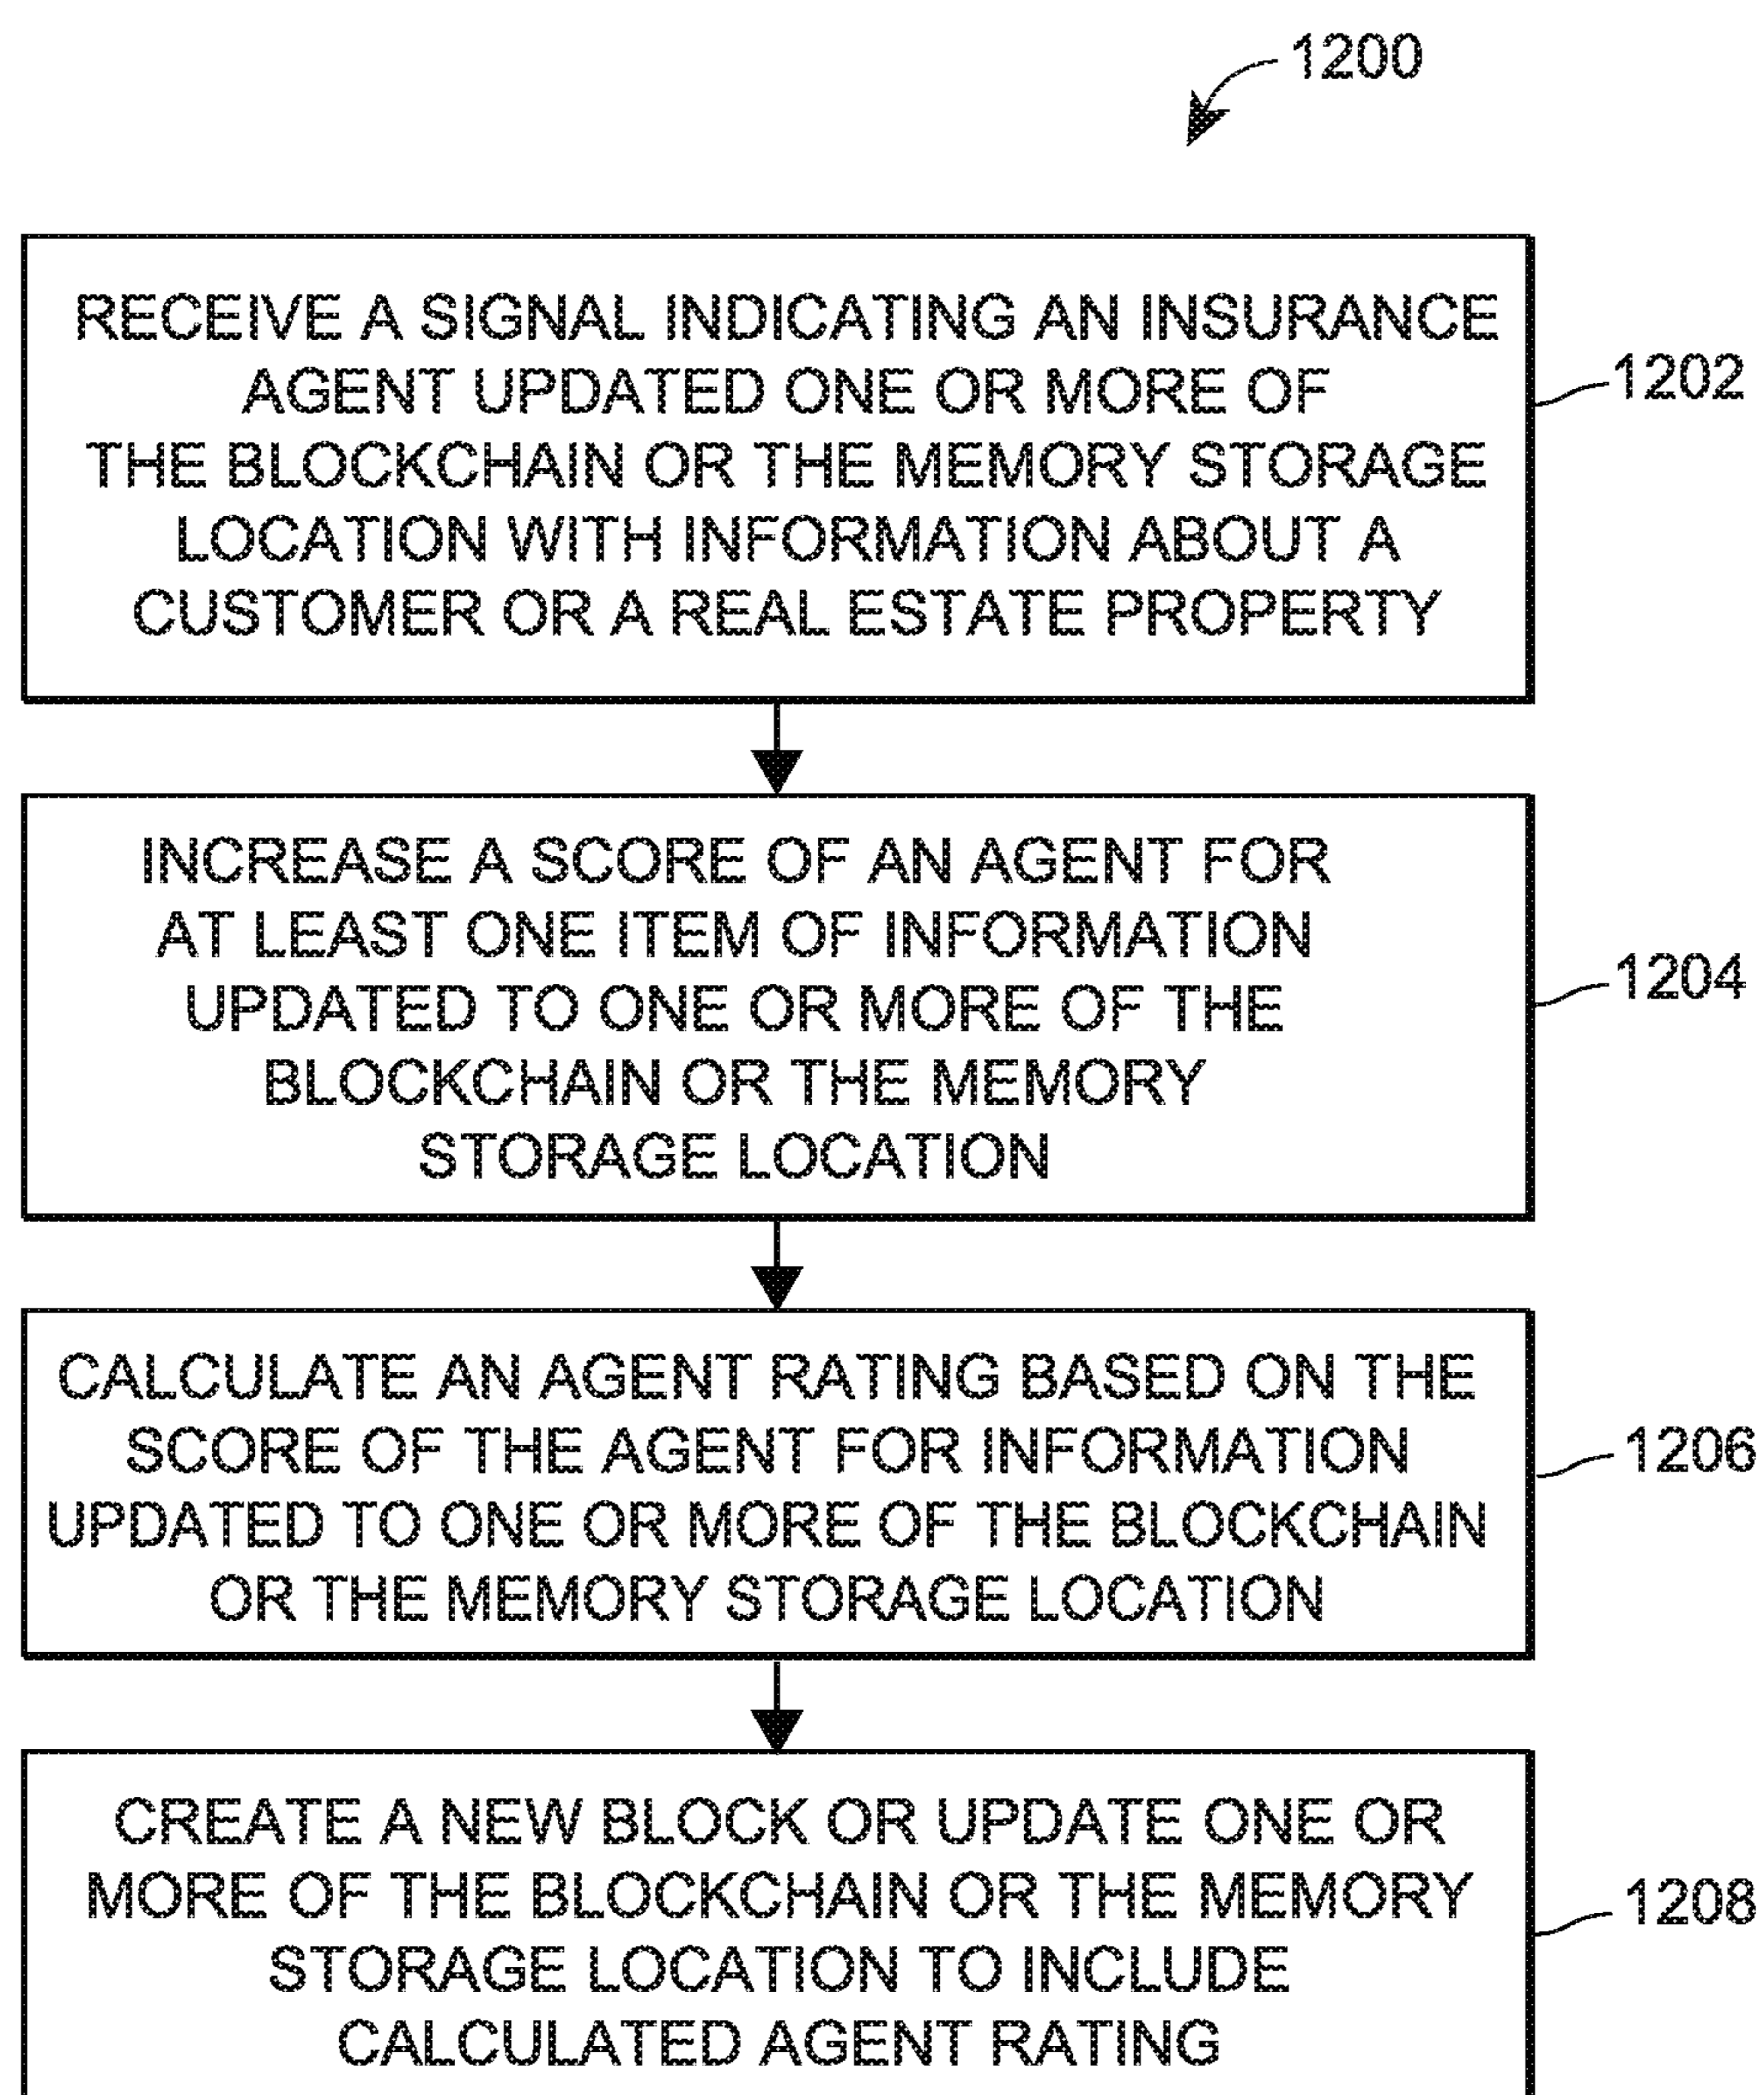 1200
RECEIVE A SIGNAL INDICATING AN INSURANCE
AGENT UPDATED ONE OR MORE OF
THE BLOCKCHAIN OR THE MEMORY STORAGE
LOCATION WITH INFORMATION ABOUT A
CUSTOMER OR A REAL ESTATE PROPERTY
1202
INCREASE A SCORE OF AN AGENT FOR
AT LEAST ONE ITEM OF INFORMATION
UPDATED TO ONE OR MORE OF THE
BLOCKCHAIN OR THE MEMORY
STORAGE LOCATION
1204
CALCULATE AN AGENT RATING BASED ON THE
SCORE OF THE AGENT FOR INFORMATION
UPDATED TO ONE OR MORE OF THE BLOCKCHAIN
OR THE MEMORY STORAGE LOCATION
1206
CREATE A NEW BLOCK OR UPDATE ONE OR
MORE OF THE BLOCKCHAIN OR THE MEMORY
STORAGE LOCATION TO INCLUDE
CALCULATED AGENT RATING
1208